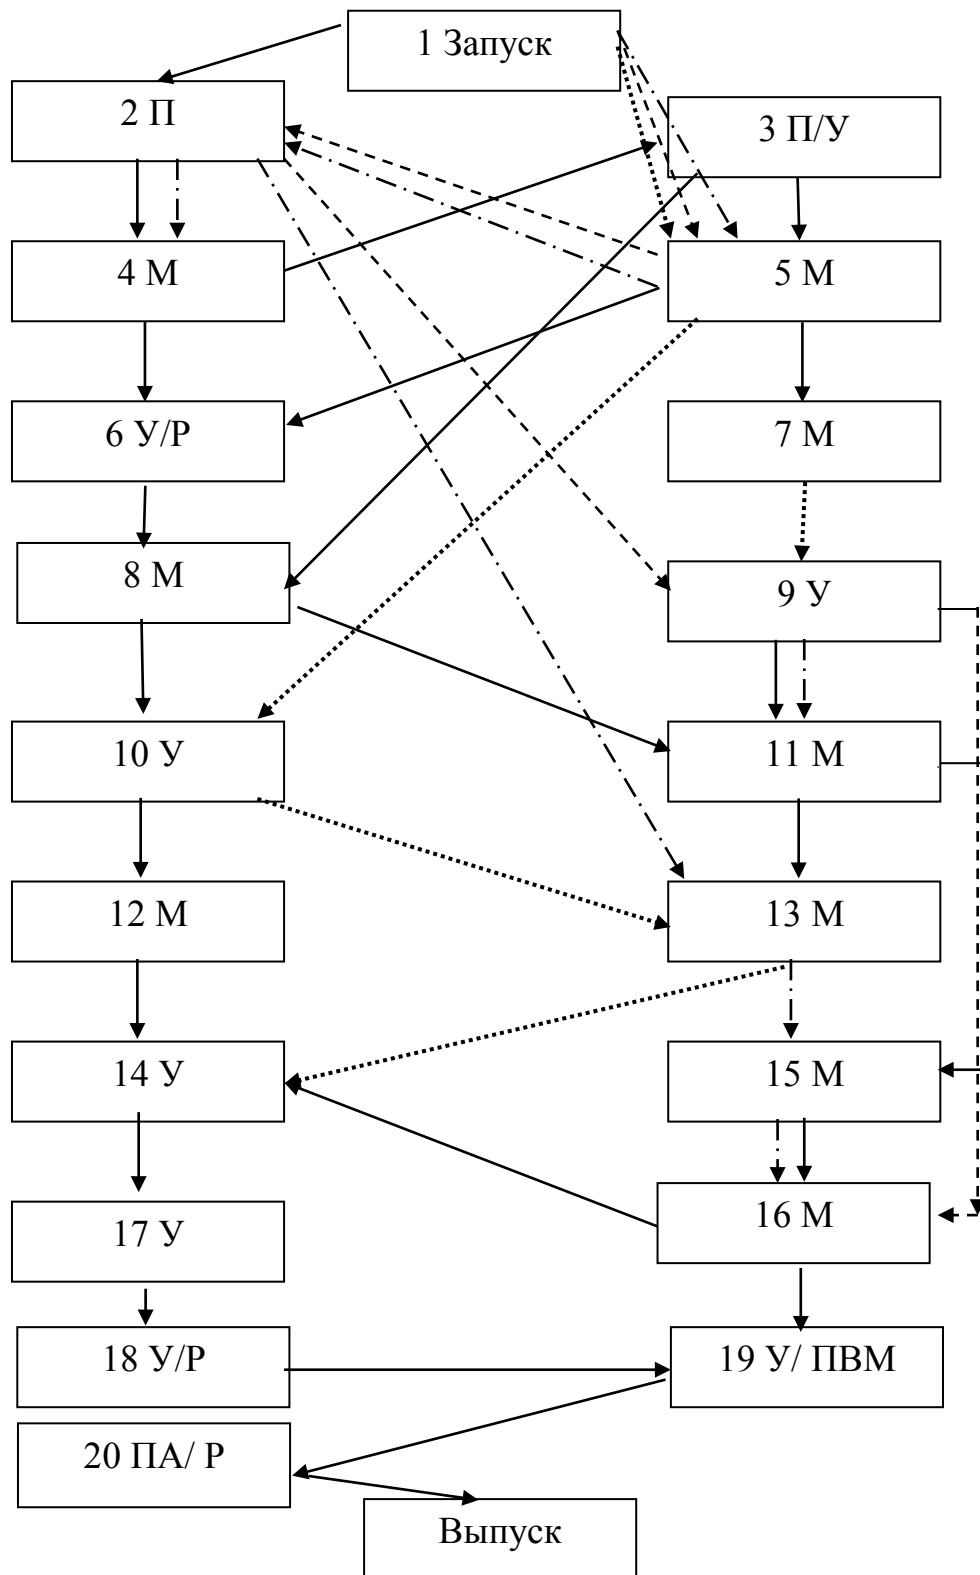 1 Запуск
2 П
3 П/У
4 М
5 М
6 У/Р
7 М
8 М
9 У
10 У
11 М
12 М
13 М
14 У
15 М
16 М
17 У
18 У/Р
19 У/ ПВМ
20 ПА/ Р
Выпуск